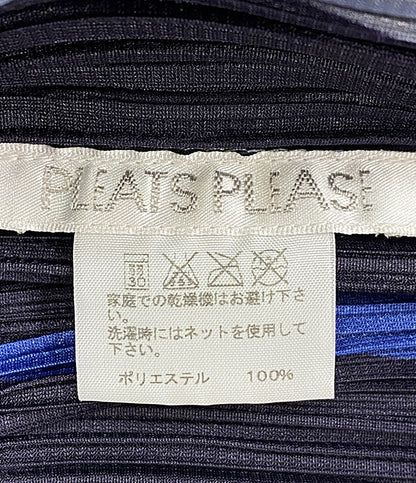 PLEATS PLEASE
30
家庭での乾燥機はお避け下さ
い。
洗濯時にはネットを使用して下
さい。
ポリエステル 100%